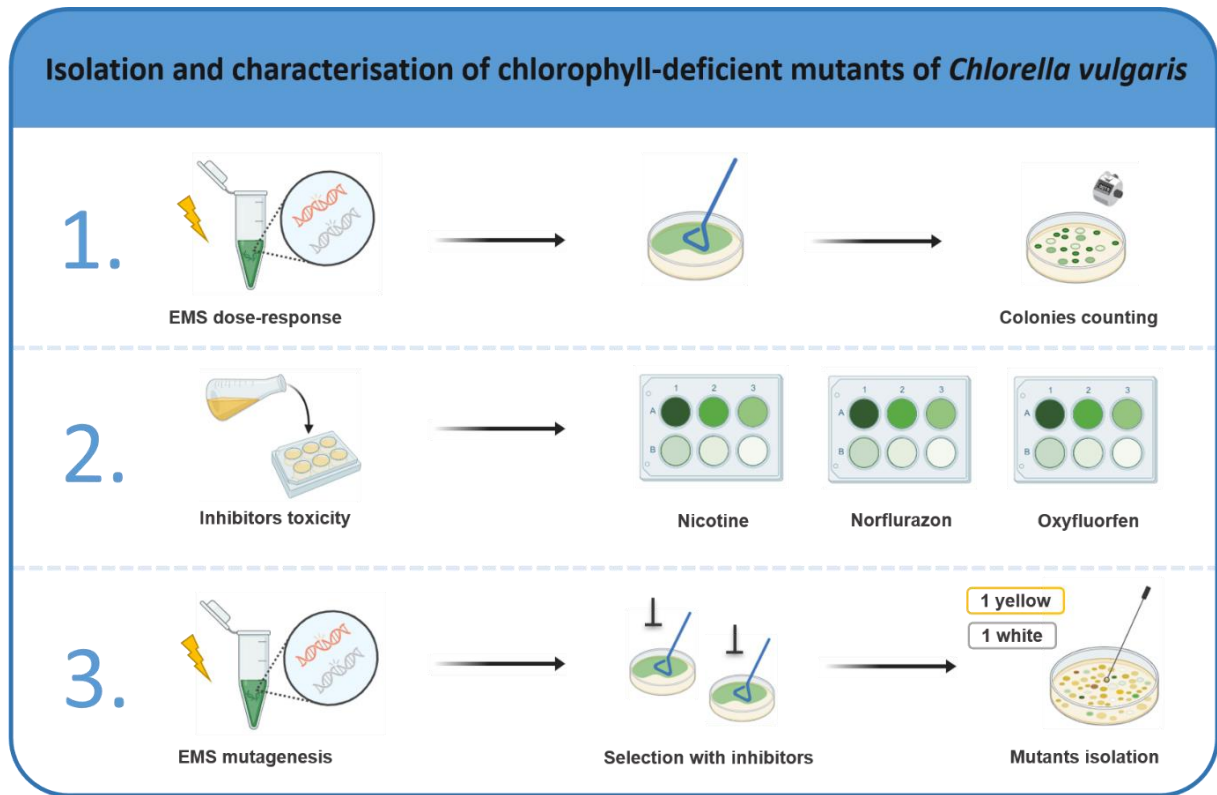 Isolation and characterisation of chlorophyll-deficient mutants of Chlorella vulgaris
1.
EMS dose-response
Colonies counting
2.
Inhibitors toxicity
1 2 3
A
B
Nicotine
1 2 3
A
B
Norflurazon
1 2 3
A
B
Oxyfluorfen
3.
EMS mutagenesis
Selection with inhibitors
1 yellow
1 white
Mutants isolation